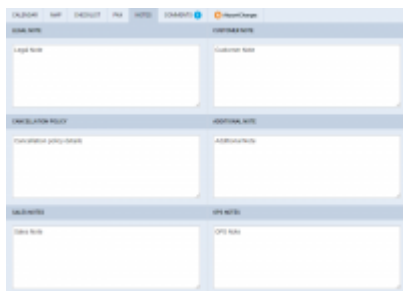 CALENDAR MAP CHECKLIST PAX NOTES COMMENTS HyperCharge
LEGAL NOTE CUSTOMER NOTE
Legal Note Customer Note
CANCELLATION POLICY ADDITIONAL NOTE
Cancellation policy details Additional Note
SALES NOTES OPS NOTES
Sales Note OPS Note